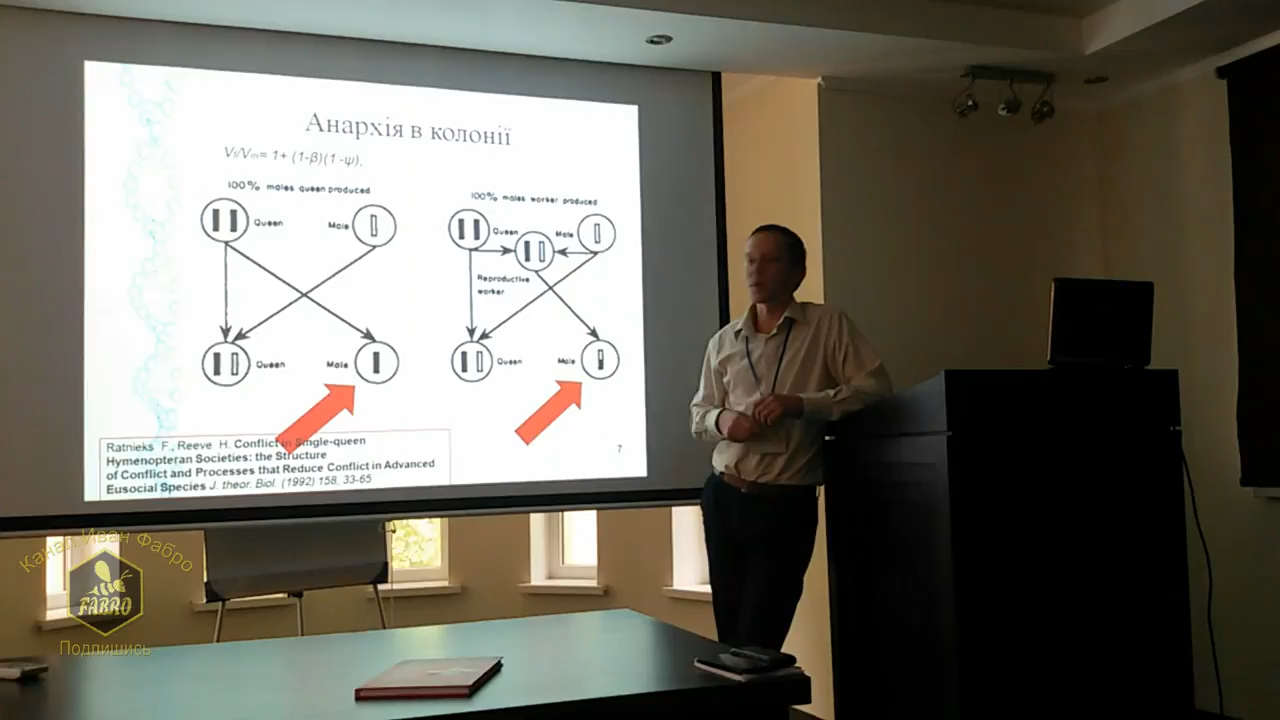 Анархія в колонії
Vf/Vm= 1+ (1-β)(1-ψ),
100% males queen produced
Queen
Male
Queen
Male
100% males worker produced
Queen
Male
Reproductive
worker
Queen
Male
Ratnieks F., Reeve H. Conflict in Single-queen
Hymenopteran Societies: the Structure
of Conflict and Processes that Reduce Conflict in Advanced
Eusocial Species J. theor. Biol. (1992) 158, 33-65
7
Канал Иван Фабро
FABRO
Подпишись